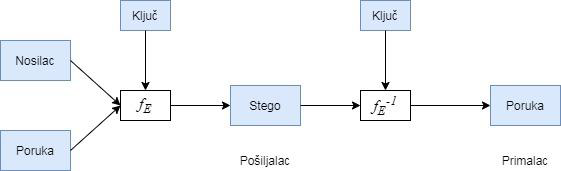 Ključ
Ključ
Nosilac
Poruka
fE
Stego
fE-1
Poruka
Pošiljalac
Primalac